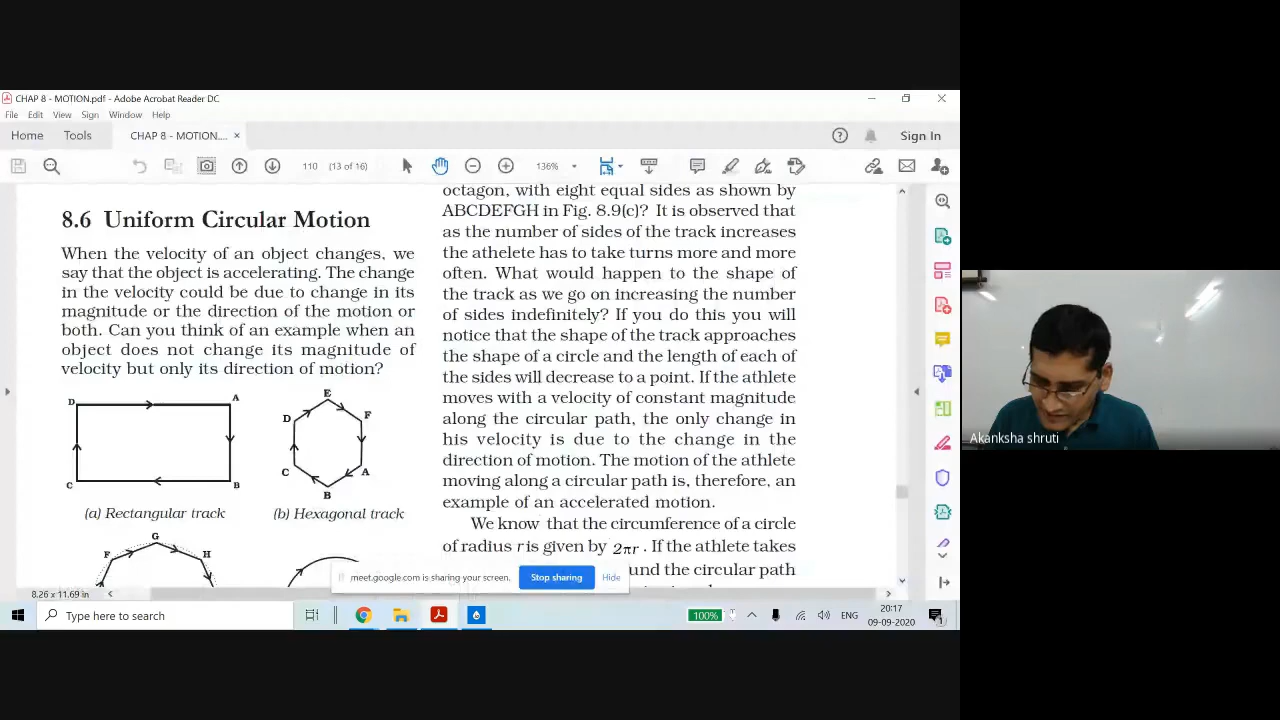 CHAP 8 - MOTION.pdf - Adobe Acrobat Reader DC
File Edit View Sign Window Help
Home Tools CHAP 8 - MOTION.... × Sign In
110 (13 of 16) 136%
8.6 Uniform Circular Motion
When the velocity of an object changes, we
say that the object is accelerating. The change
in the velocity could be due to change in its
magnitude or the direction of the motion or
both. Can you think of an example when an
object does not change its magnitude of
velocity but only its direction of motion?
D A
C B
(a) Rectangular track
E
D F
C A
B
(b) Hexagonal track
G
F H
octagon, with eight equal sides as shown by
ABCDEFGH in Fig. 8.9(c)? It is observed that
as the number of sides of the track increases
the athelete has to take turns more and more
often. What would happen to the shape of
the track as we go on increasing the number
of sides indefinitely? If you do this you will
notice that the shape of the track approaches
the shape of a circle and the length of each of
the sides will decrease to a point. If the athlete
moves with a velocity of constant magnitude
along the circular path, the only change in
his velocity is due to the change in the
direction of motion. The motion of the athlete
moving along a circular path is, therefore, an
example of an accelerated motion.
We know that the circumference of a circle
of radius r is given by 2πr . If the athlete takes
und the circular path
meet.google.com is sharing your screen. Stop sharing Hide
8.26 x 11.69 in
Type here to search
100% ENG 20:17
09-09-2020
Akanksha shruti